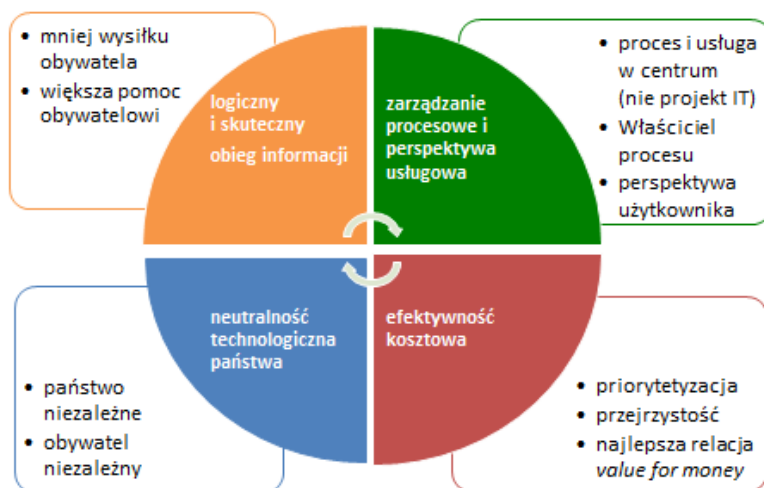 • mniej wysiłku
obywatela
• większa pomoc
obywatelowi
logiczny
i skuteczny
obieg informacji
zarządzanie
procesowe i
perspektywa
usługowa
• proces i usługa
w centrum
(nie projekt IT)
• Właściciel
procesu
• perspektywa
użytkownika
neutralność
technologiczna
państwa
• państwo
niezależne
• obywatel
niezależny
efektywność
kosztowa
• priorytetyzacja
• przejrzystość
• najlepsza relacja
value for money